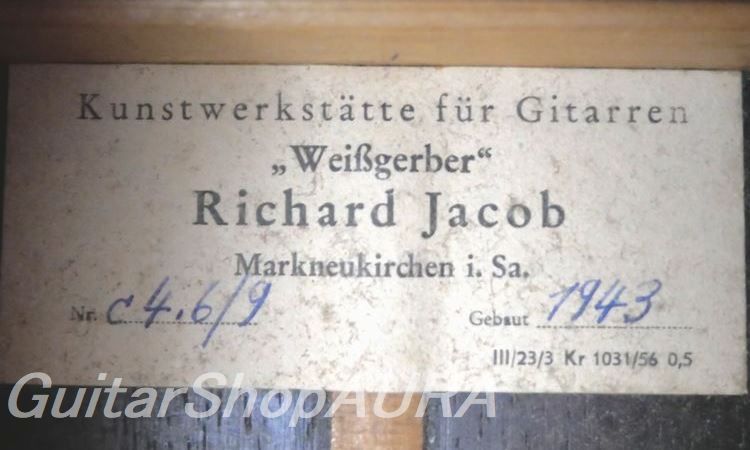 Kunstwerkstätte für Gitarren
„Weißgerber“
Richard Jacob
Markneukirchen i. Sa.
Nr. c 4.6/9 Gebaut 1943
III/23/3 Kr 1031/56 0,5
GuitarShopAURA